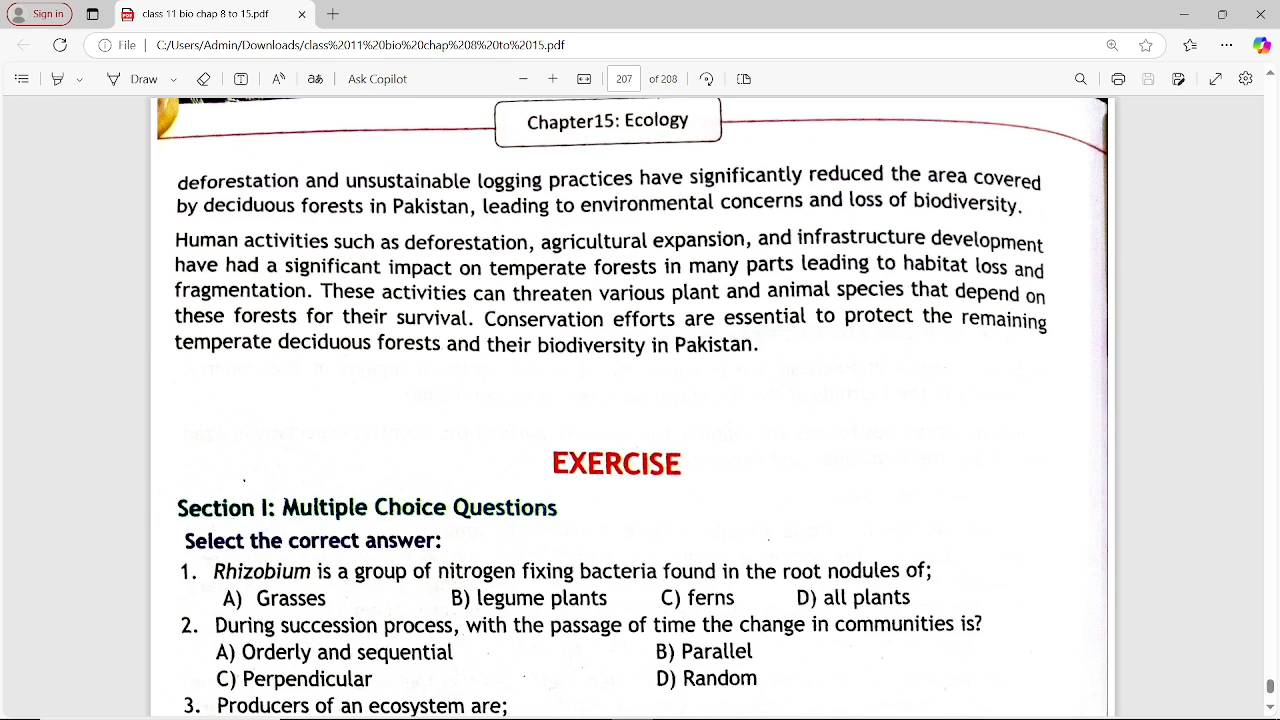 Sign in
class 11 bio chap 8 to 15.pdf
File
C:/Users/Admin/Downloads/class%2011%20bio%20chap%208%20to%2015.pdf
Draw
Ask Copilot
207 of 208
Chapter15: Ecology
deforestation and unsustainable logging practices have significantly reduced the area covered
by deciduous forests in Pakistan, leading to environmental concerns and loss of biodiversity.
Human activities such as deforestation, agricultural expansion, and infrastructure development
have had a significant impact on temperate forests in many parts leading to habitat loss and
fragmentation. These activities can threaten various plant and animal species that depend on
these forests for their survival. Conservation efforts are essential to protect the remaining
temperate deciduous forests and their biodiversity in Pakistan.
EXERCISE
Section I: Multiple Choice Questions
Select the correct answer:
1. Rhizobium is a group of nitrogen fixing bacteria found in the root nodules of;
A) Grasses B) legume plants C) ferns D) all plants
2. During succession process, with the passage of time the change in communities is?
A) Orderly and sequential B) Parallel
C) Perpendicular D) Random
3. Producers of an ecosystem are;